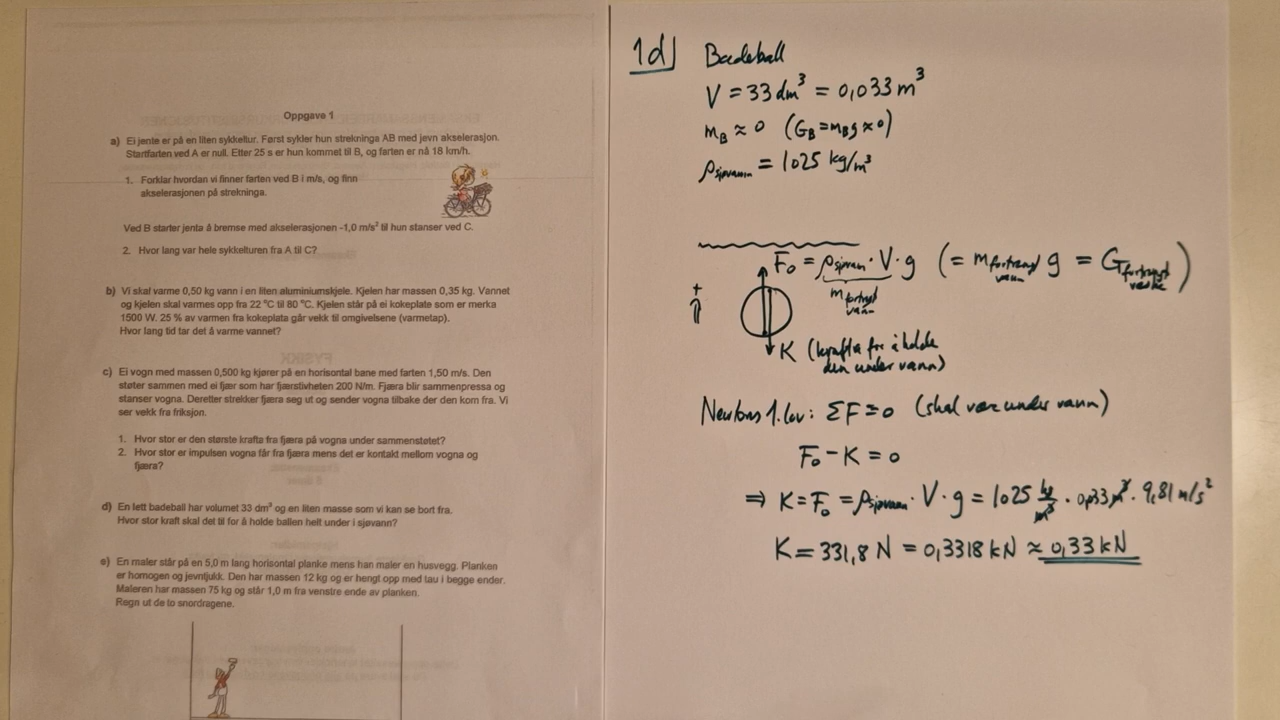 Oppgave 1
a) Ei jente er på en liten sykkeltur. Først sykler hun strekninga AB med jevn akselerasjon.
Startfarten ved A er null. Etter 25 s er hun kommet til B, og farten er nå 18 km/h.
1. Forklar hvordan vi finner farten ved B i m/s, og finn
akselerasjonen på strekninga.
Ved B starter jenta å bremse med akselerasjonen -1,0 m/s² til hun stanser ved C.
2. Hvor lang var hele sykkelturen fra A til C?
b) Vi skal varme 0,50 kg vann i en liten aluminiumskjele. Kjelen har massen 0,35 kg. Vannet
og kjelen skal varmes opp fra 22 °C til 80 °C. Kjelen står på ei kokeplate som er merka
1500 W. 25 % av varmen fra kokeplata går vekk til omgivelsene (varmetap).
Hvor lang tid tar det å varme vannet?
c) Ei vogn med massen 0,500 kg kjører på en horisontal bane med farten 1,50 m/s. Den
støter sammen med ei fjær som har fjærstivheten 200 N/m. Fjæra blir sammenpressa og
stanser vogna. Deretter strekker fjæra seg ut og sender vogna tilbake der den kom fra. Vi
ser vekk fra friksjon.
1. Hvor stor er den største krafta fra fjæra på vogna under sammenstøtet?
2. Hvor stor er impulsen vogna får fra fjæra mens det er kontakt mellom vogna og
fjæra?
d) En lett badeball har volumet 33 dm³ og en liten masse som vi kan se bort fra.
Hvor stor kraft skal det til for å holde ballen helt under i sjøvann?
e) En maler står på en 5,0 m lang horisontal planke mens han maler en husvegg. Planken
er homogen og jevntjukk. Den har massen 12 kg og er hengt opp med tau i begge ender.
Maleren har massen 75 kg og står 1,0 m fra venstre ende av planken.
Regn ut de to snordragene.
1d) Badeball
V = 33 dm³ = 0,033 m³
m_B ≈ 0 (G_B = m_B g ≈ 0)
ρ_sjøvann = 1025 kg/m³
F_o = ρ_sjøvann · V · g (= m_fortrengt vann g = G_fortrengt væske)
m_fortrengt vann
+
K (krafta for å holde
den under vann)
Newtons 1. lov: ΣF = 0 (skal være under vann)
F_o - K = 0
⇒ K = F_o = ρ_sjøvann · V · g = 1025 kg/m³ · 0,033 m³ · 9,81 m/s²
K = 331,8 N = 0,3318 kN ≈ 0,33 kN